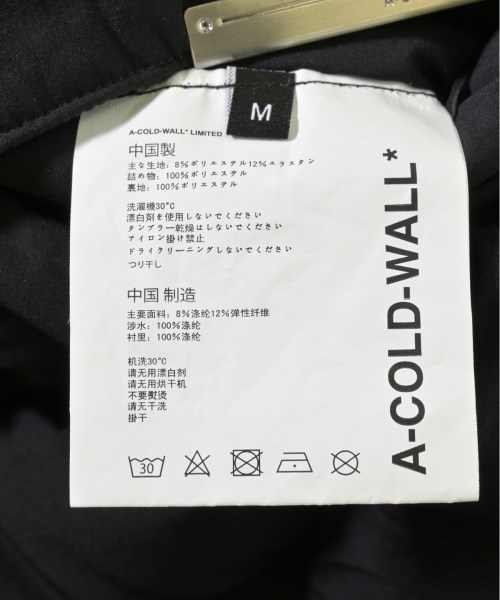 M
A-COLD-WALL* LIMITED
中国製
主な生地: 8%ポリエステル12%エラスタン
詰め物: 100%ポリエステル
裏地: 100%ポリエステル
洗濯機30°C
漂白剤を使用しないでください
タンブラー乾燥はしないでください
アイロン掛け禁止
ドライクリーニングしないでください
つり干し
中国 制造
主要面料: 8%涤纶12%弹性纤维
涉水: 100%涤纶
衬里: 100%涤纶
机洗30°C
请无用漂白剂
请无用烘干机
不要熨烫
请无干洗
掛干
30
A-COLD-WALL*